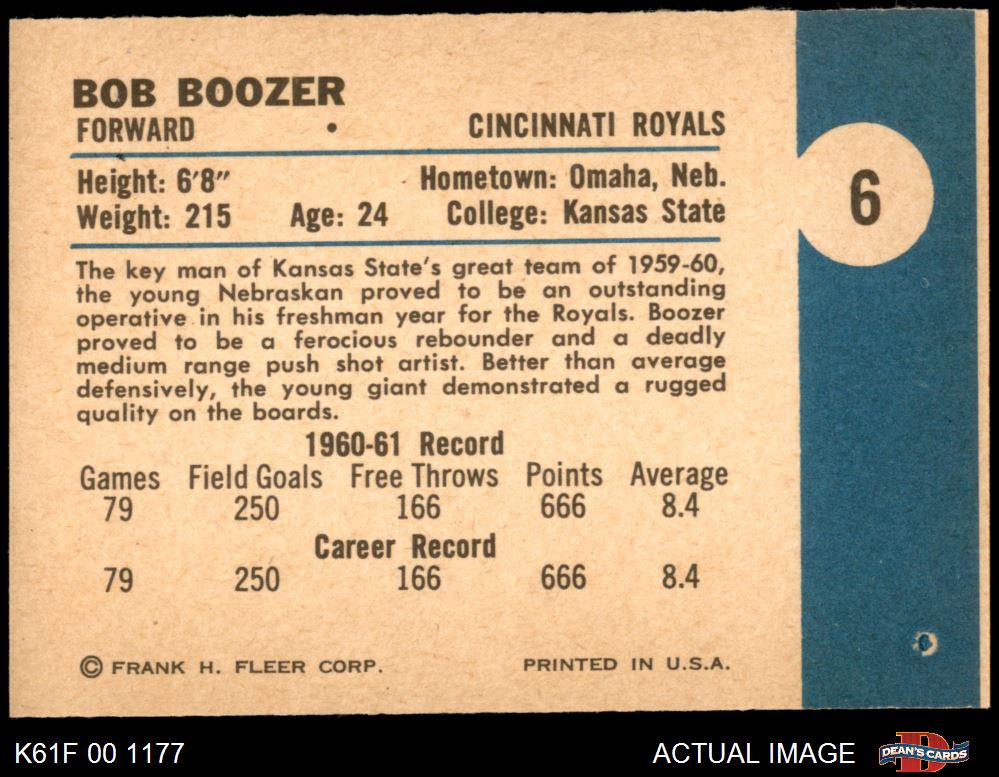 BOB BOOZER
FORWARD • CINCINNATI ROYALS
Height: 6'8" Hometown: Omaha, Neb.
Weight: 215 Age: 24 College: Kansas State
6
The key man of Kansas State's great team of 1959-60,
the young Nebraskan proved to be an outstanding
operative in his freshman year for the Royals. Boozer
proved to be a ferocious rebounder and a deadly
medium range push shot artist. Better than average
defensively, the young giant demonstrated a rugged
quality on the boards.
1960-61 Record
Games Field Goals Free Throws Points Average
79 250 166 666 8.4
Career Record
79 250 166 666 8.4
© FRANK H. FLEER CORP. PRINTED IN U.S.A.
K61F 00 1177 ACTUAL IMAGE DEAN'S CARDS